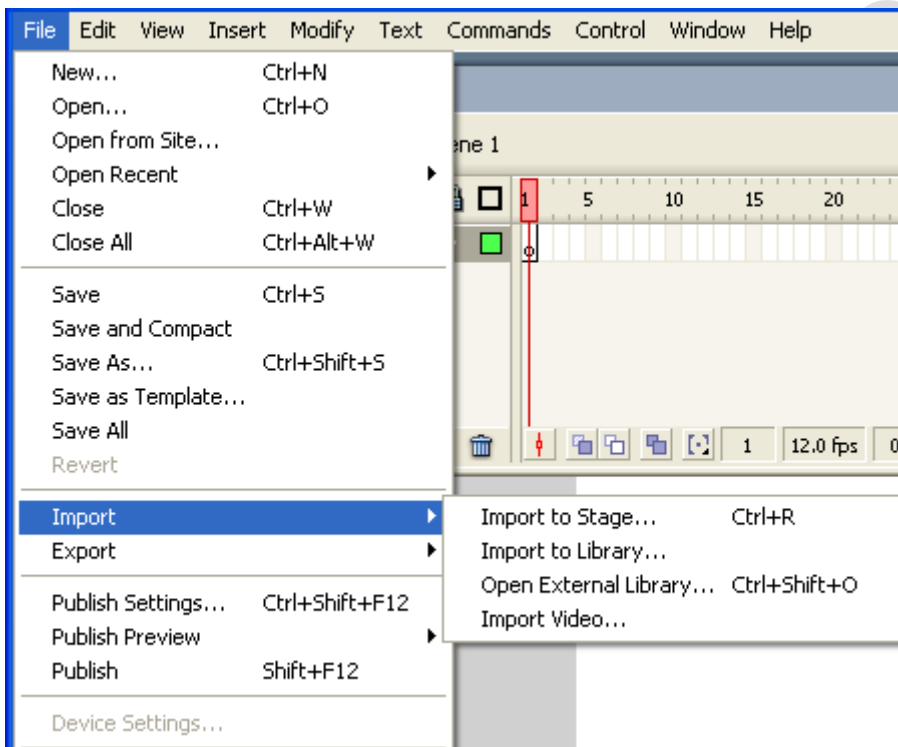 File Edit View Insert Modify Text Commands Control Window Help
New... Ctrl+N
Open... Ctrl+O
Open from Site...
Open Recent
Close Ctrl+W
Close All Ctrl+Alt+W
Save Ctrl+S
Save and Compact
Save As... Ctrl+Shift+S
Save as Template...
Save All
Revert
Import
Export
Publish Settings... Ctrl+Shift+F12
Publish Preview
Publish Shift+F12
Device Settings...
ene 1
1 5 10 15 20
1 12.0 fps 0
Import to Stage... Ctrl+R
Import to Library...
Open External Library... Ctrl+Shift+O
Import Video...